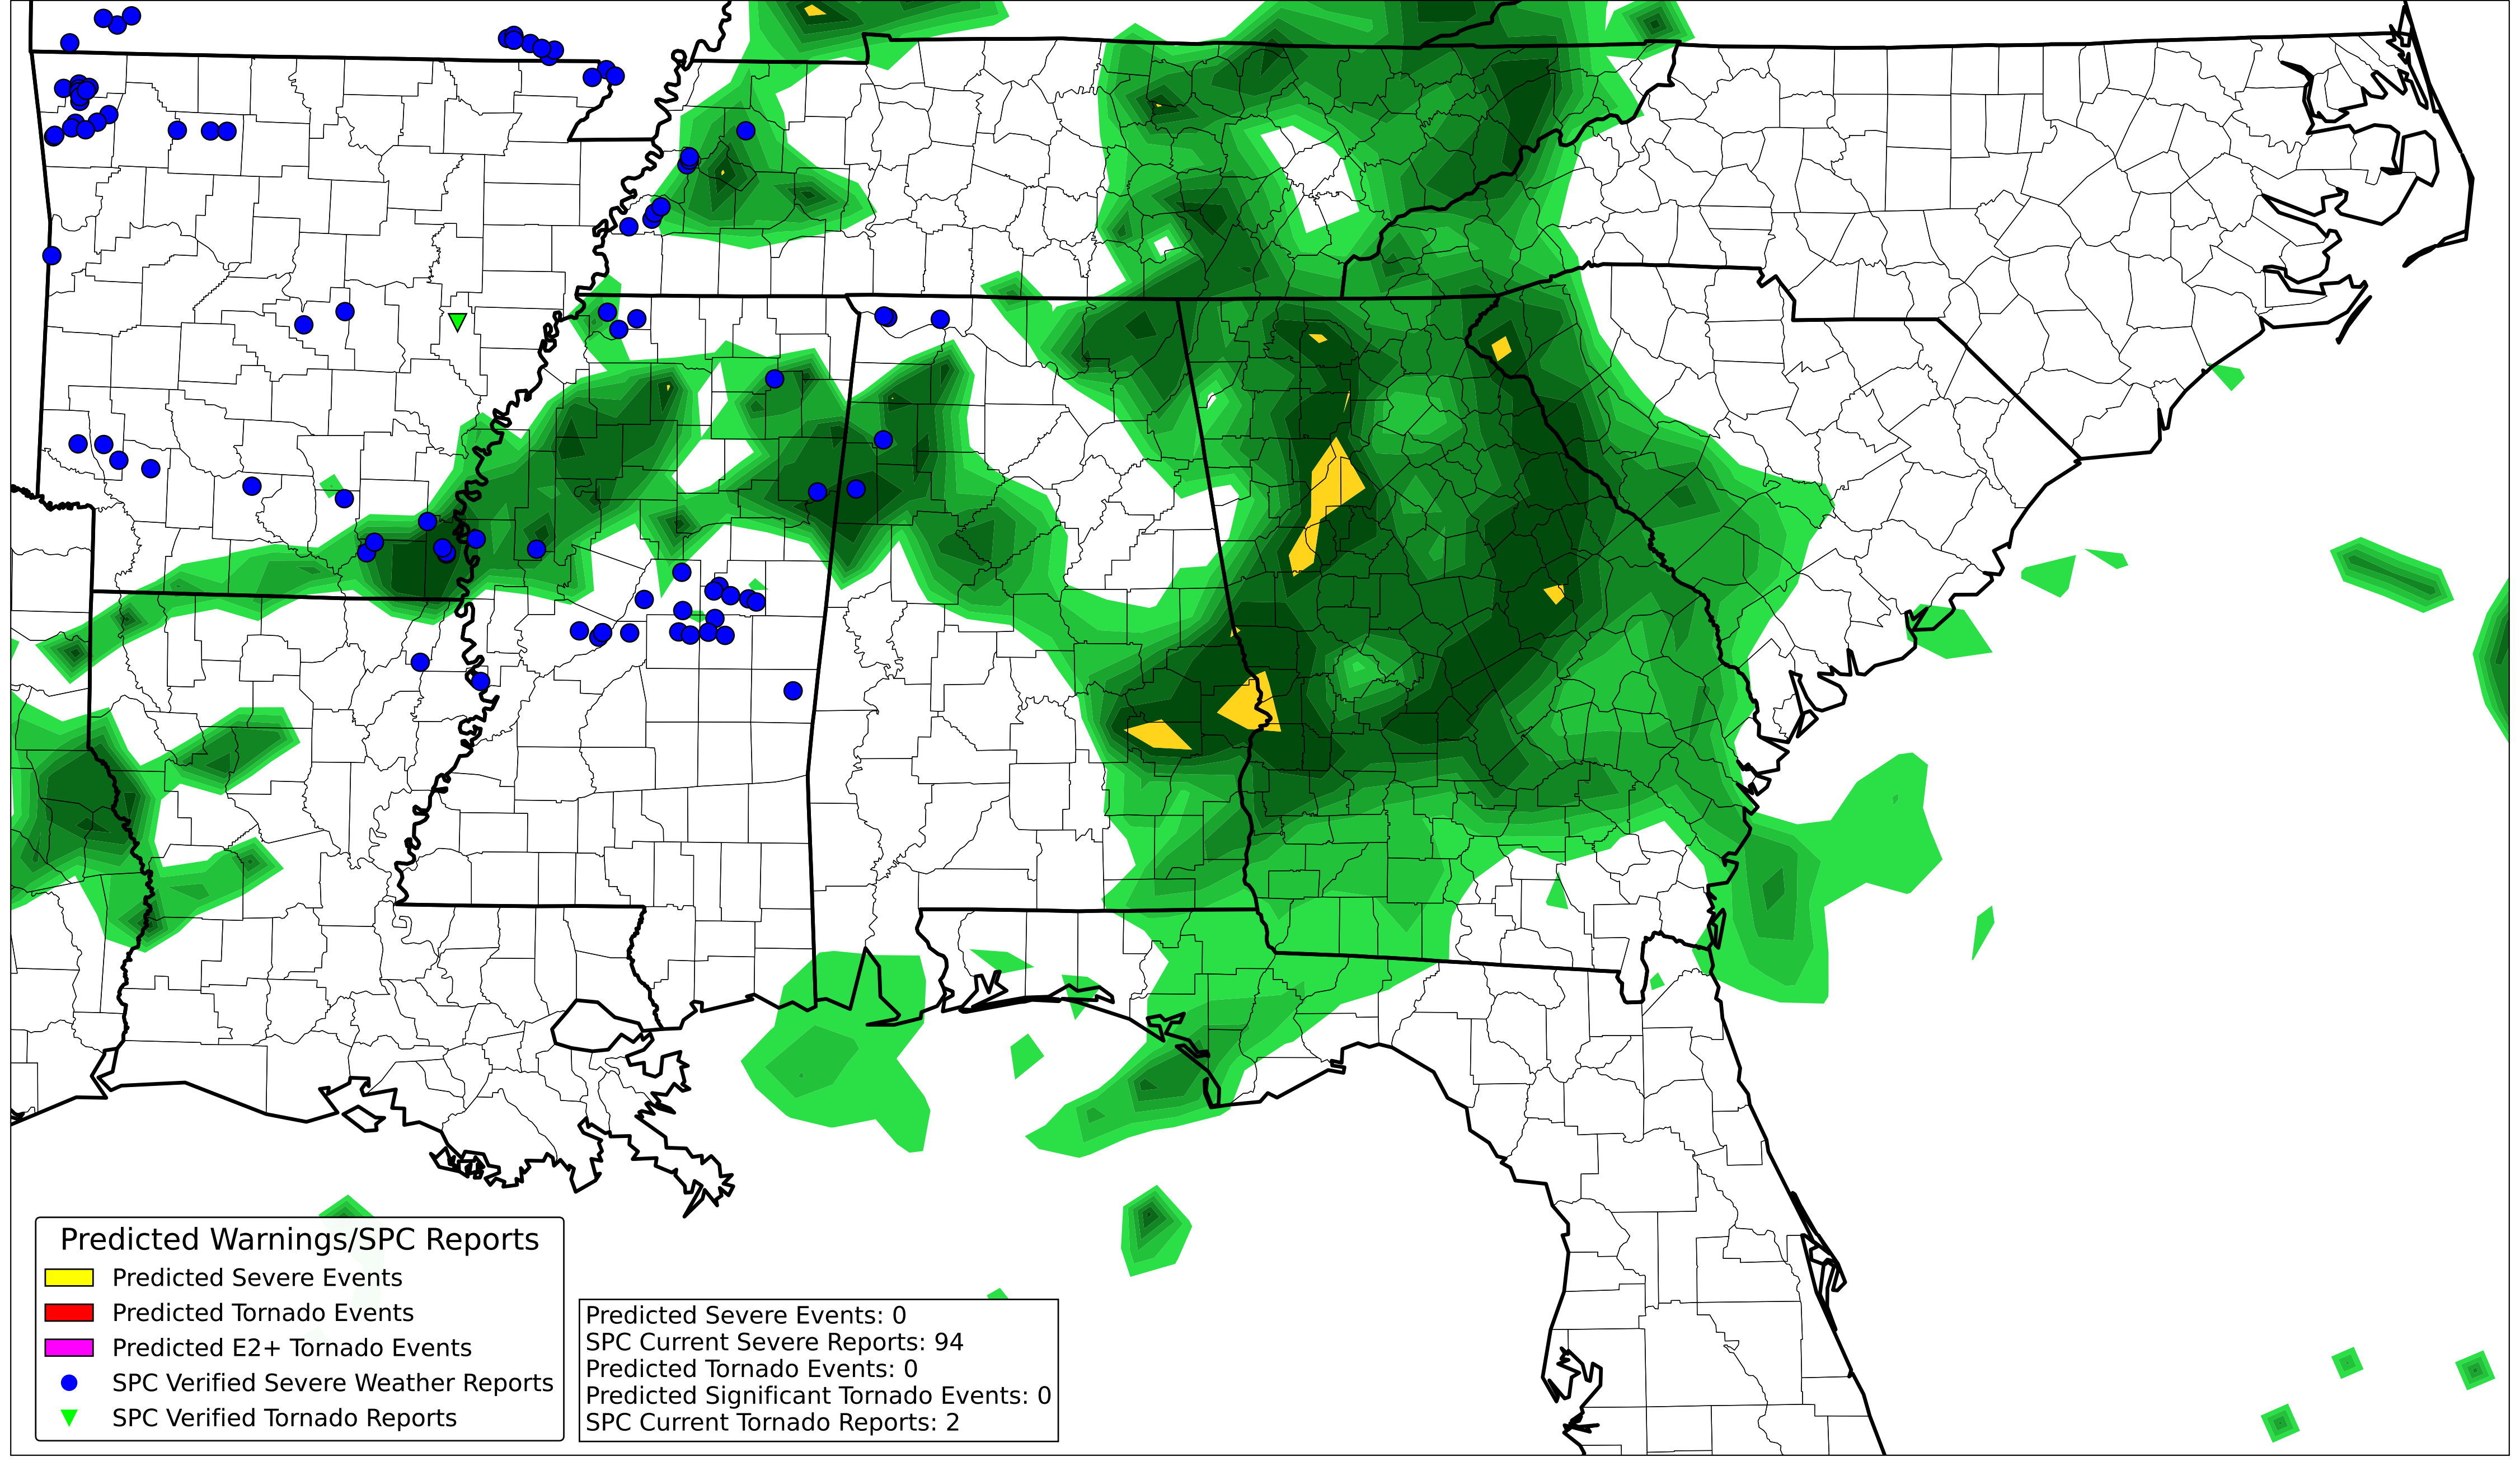 Predicted Warnings/SPC Reports
Predicted Severe Events
Predicted Tornado Events
Predicted E2+ Tornado Events
SPC Verified Severe Weather Reports
SPC Verified Tornado Reports
Predicted Severe Events: 0
SPC Current Severe Reports: 94
Predicted Tornado Events: 0
Predicted Significant Tornado Events: 0
SPC Current Tornado Reports: 2